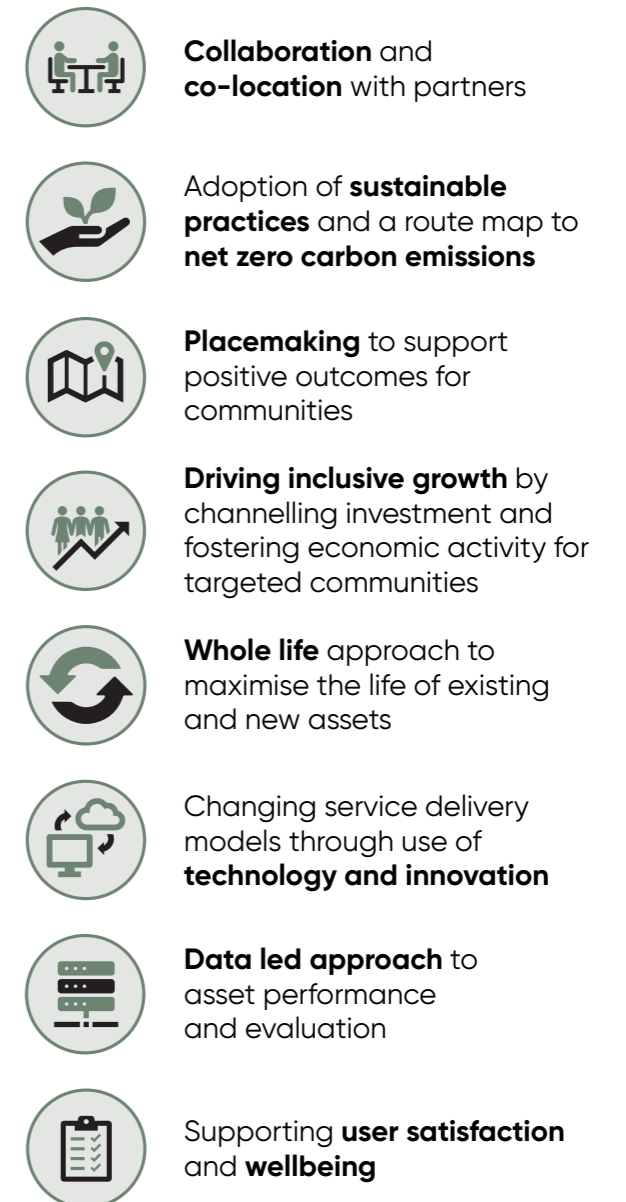 Collaboration and
co-location with partners
Adoption of sustainable
practices and a route map to
net zero carbon emissions
Placemaking to support
positive outcomes for
communities
Driving inclusive growth by
channelling investment and
fostering economic activity for
targeted communities
Whole life approach to
maximise the life of existing
and new assets
Changing service delivery
models through use of
technology and innovation
Data led approach to
asset performance
and evaluation
Supporting user satisfaction
and wellbeing